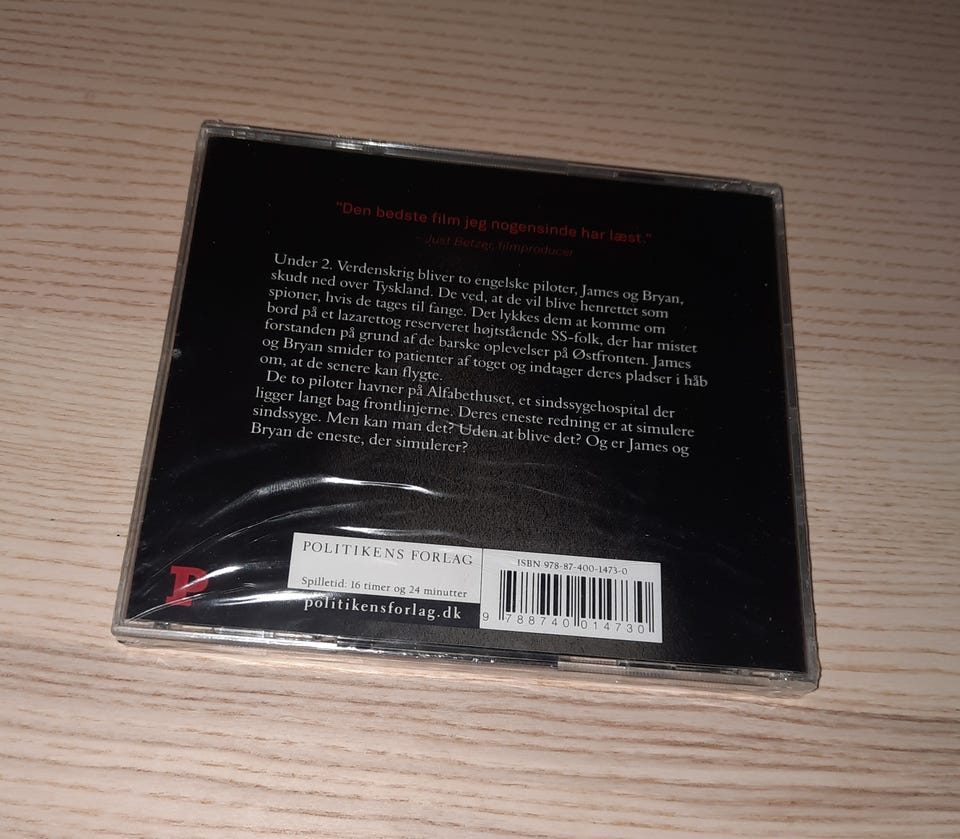 "Den bedste film jeg nogensinde har læst."
– Just Betzer, filmproducer
Under 2. Verdenskrig bliver to engelske piloter, James og Bryan,
skudt ned over Tyskland. De ved, at de vil blive henrettet som
spioner, hvis de tages til fange. Det lykkes dem at komme om
bord på et lazarettog reserveret højtstående SS-folk, der har mistet
forstanden på grund af de barske oplevelser på Østfronten. James
og Bryan smider to patienter af toget og indtager deres pladser i håb
om, at de senere kan flygte.
De to piloter havner på Alfabethuset, et sindssygehospital der
ligger langt bag frontlinjerne. Deres eneste redning er at simulere
sindssyge. Men kan man det? Uden at blive det? Og er James og
Bryan de eneste, der simulerer?
P
POLITIKENS FORLAG
Spilletid: 16 timer og 24 minutter
politikensforlag.dk
ISBN 978-87-400-1473-0
9 788740 014730